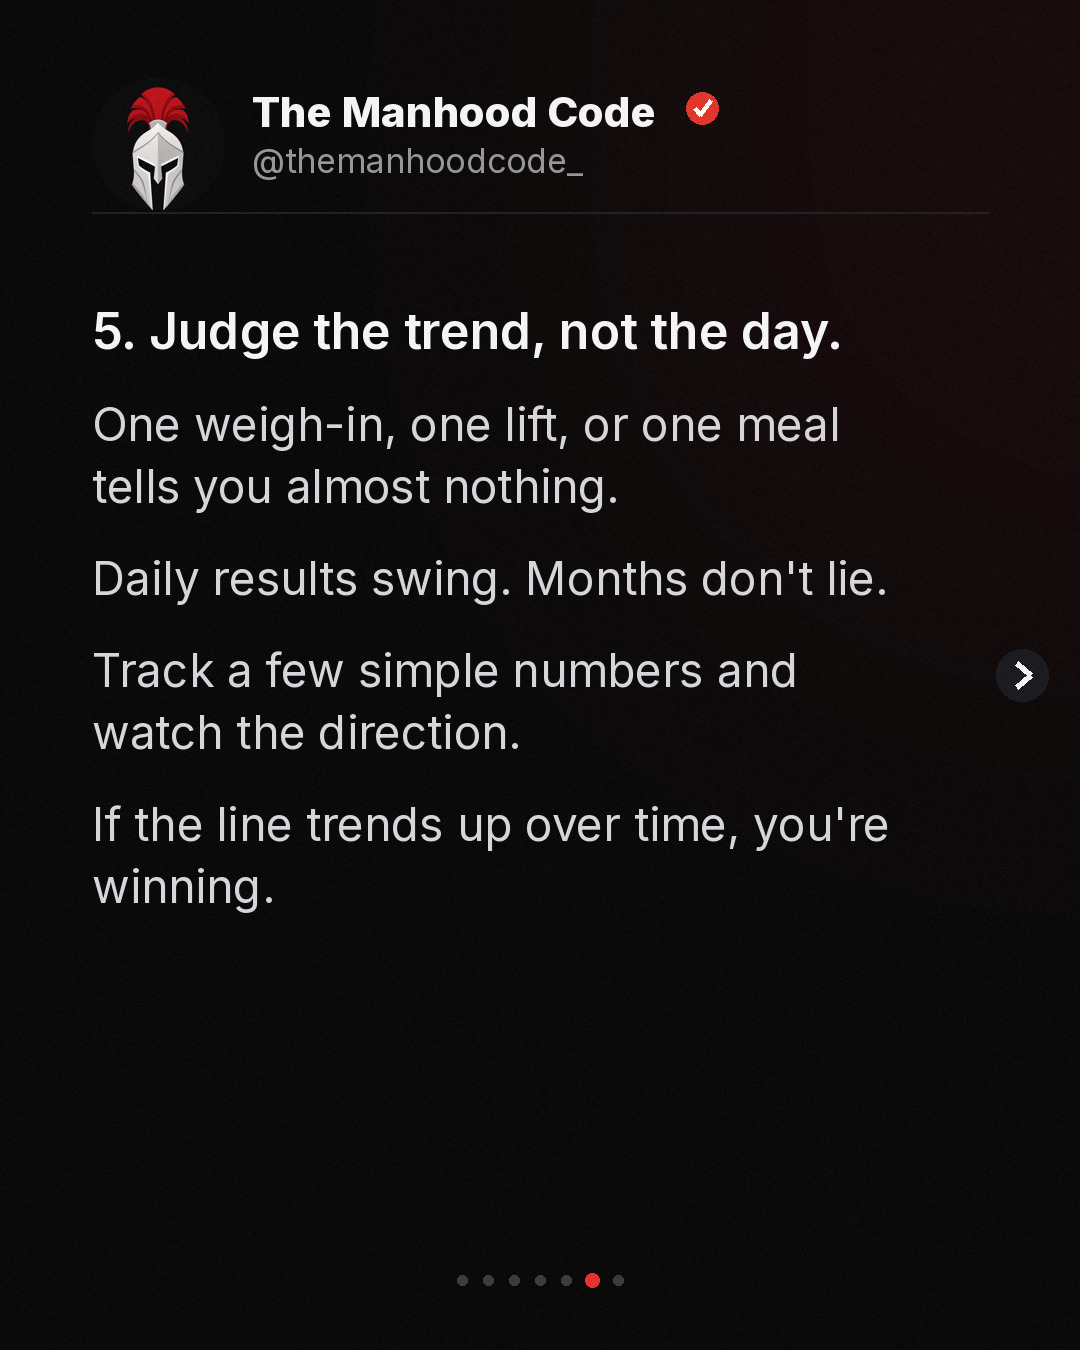 The Manhood Code
@themanhoodcode_
5. Judge the trend, not the day.
One weigh-in, one lift, or one meal
tells you almost nothing.
Daily results swing. Months don't lie.
Track a few simple numbers and
watch the direction.
If the line trends up over time, you're
winning.